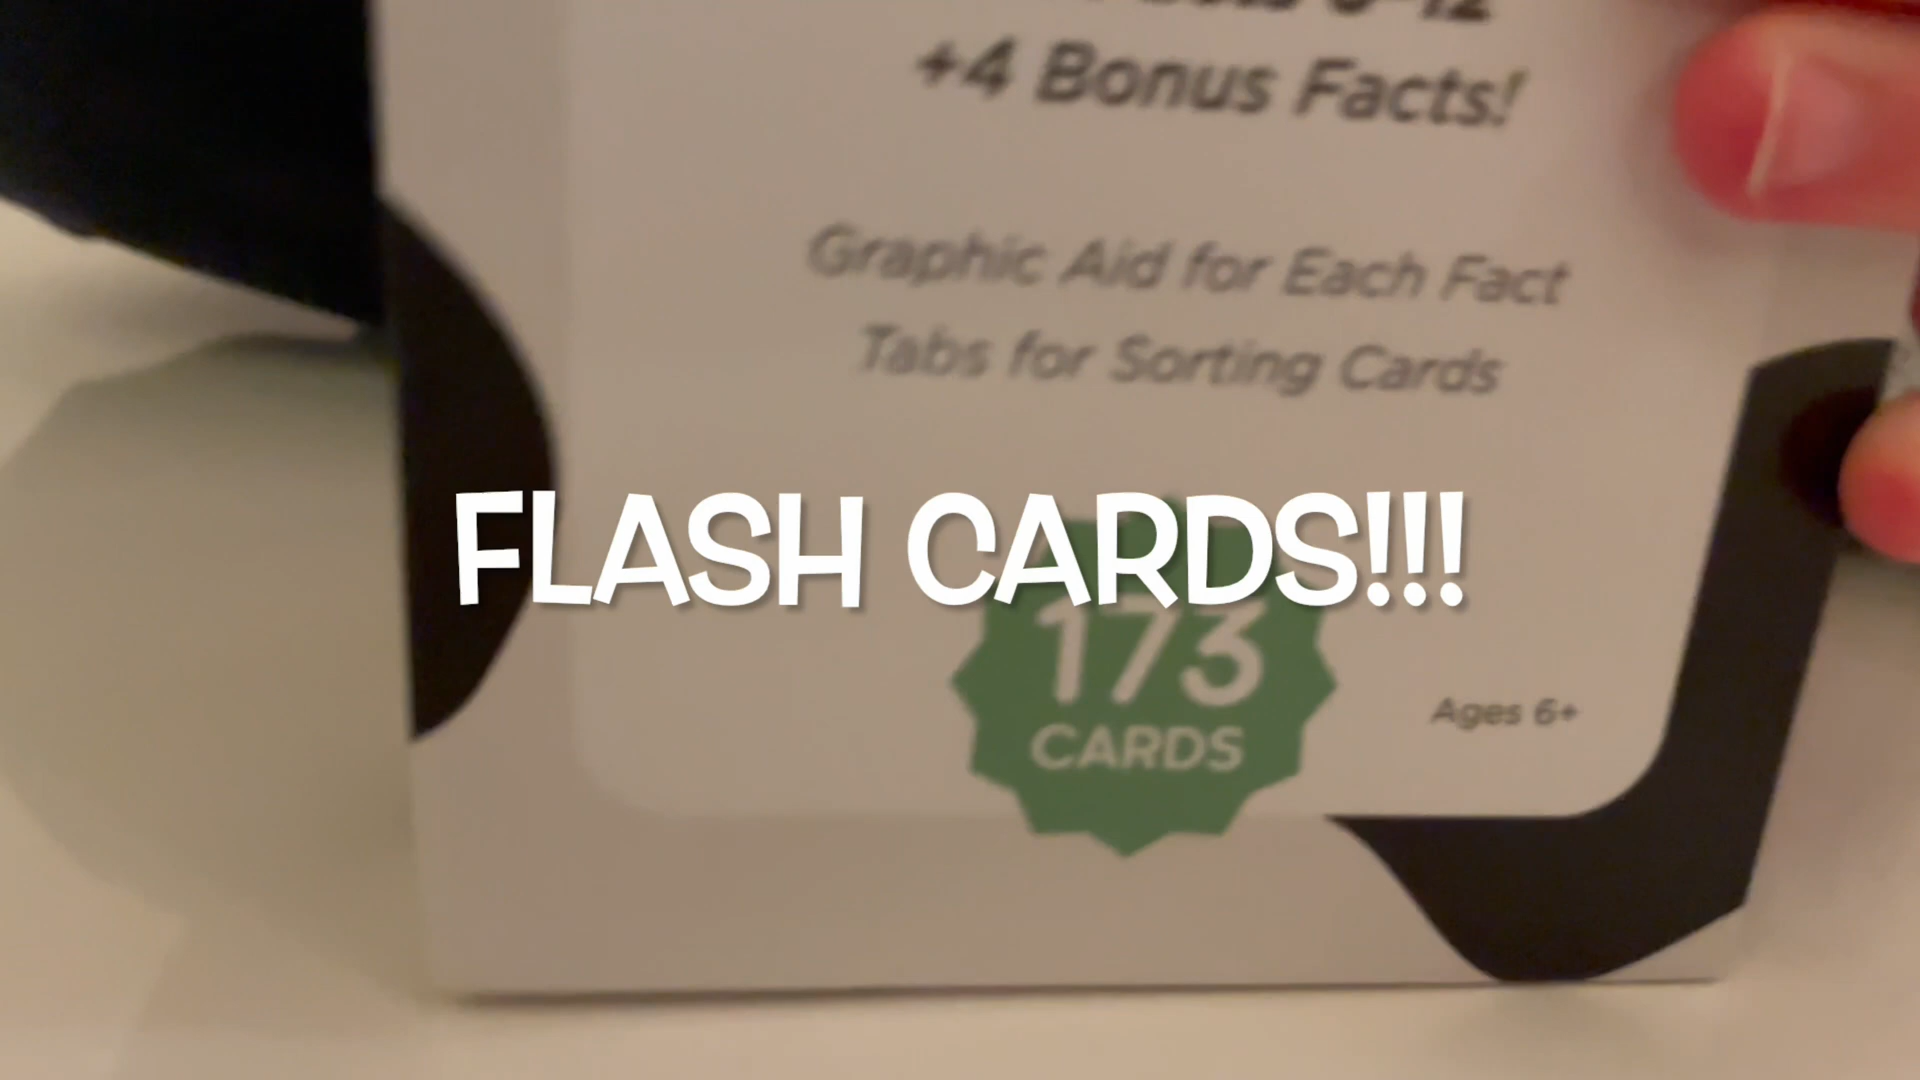 +4 Bonus Facts!
Graphic Aid for Each Fact
Tabs for Sorting Cards
FLASH CARDS!!!
173
CARDS
Ages 6+